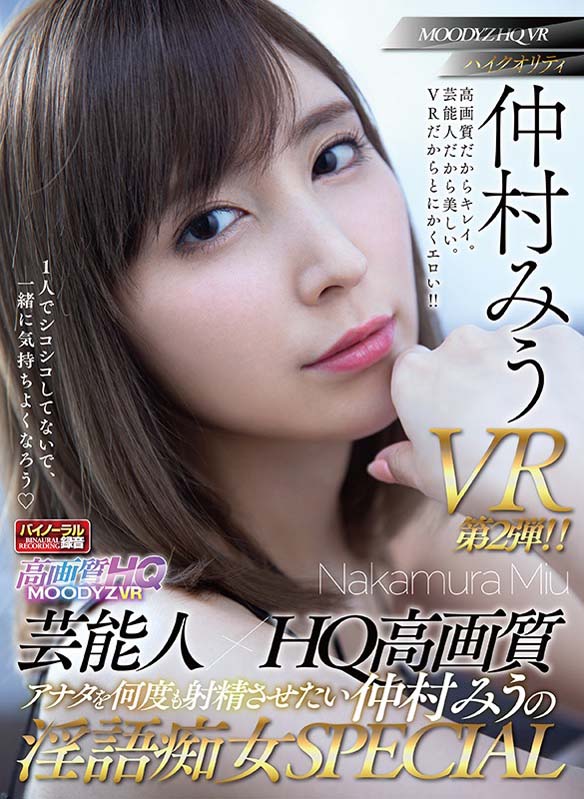 MOODYZ HQ VR
ハイクオリティ
仲村みう
高画質だからキレイ。
芸能人だから美しい。
VRだからとにかくエロい!!
1人でシコシコしてないで、
一緒に気持ちよくなろう♡
VR
第2弾!!
バイノーラル
BINAURAL
RECORDING
録音
高画質HQ
MOODYZVR
Nakamura Miu
芸能人×HQ高画質
アナタを何度も射精させたい仲村みうの
淫語痴女SPECIAL